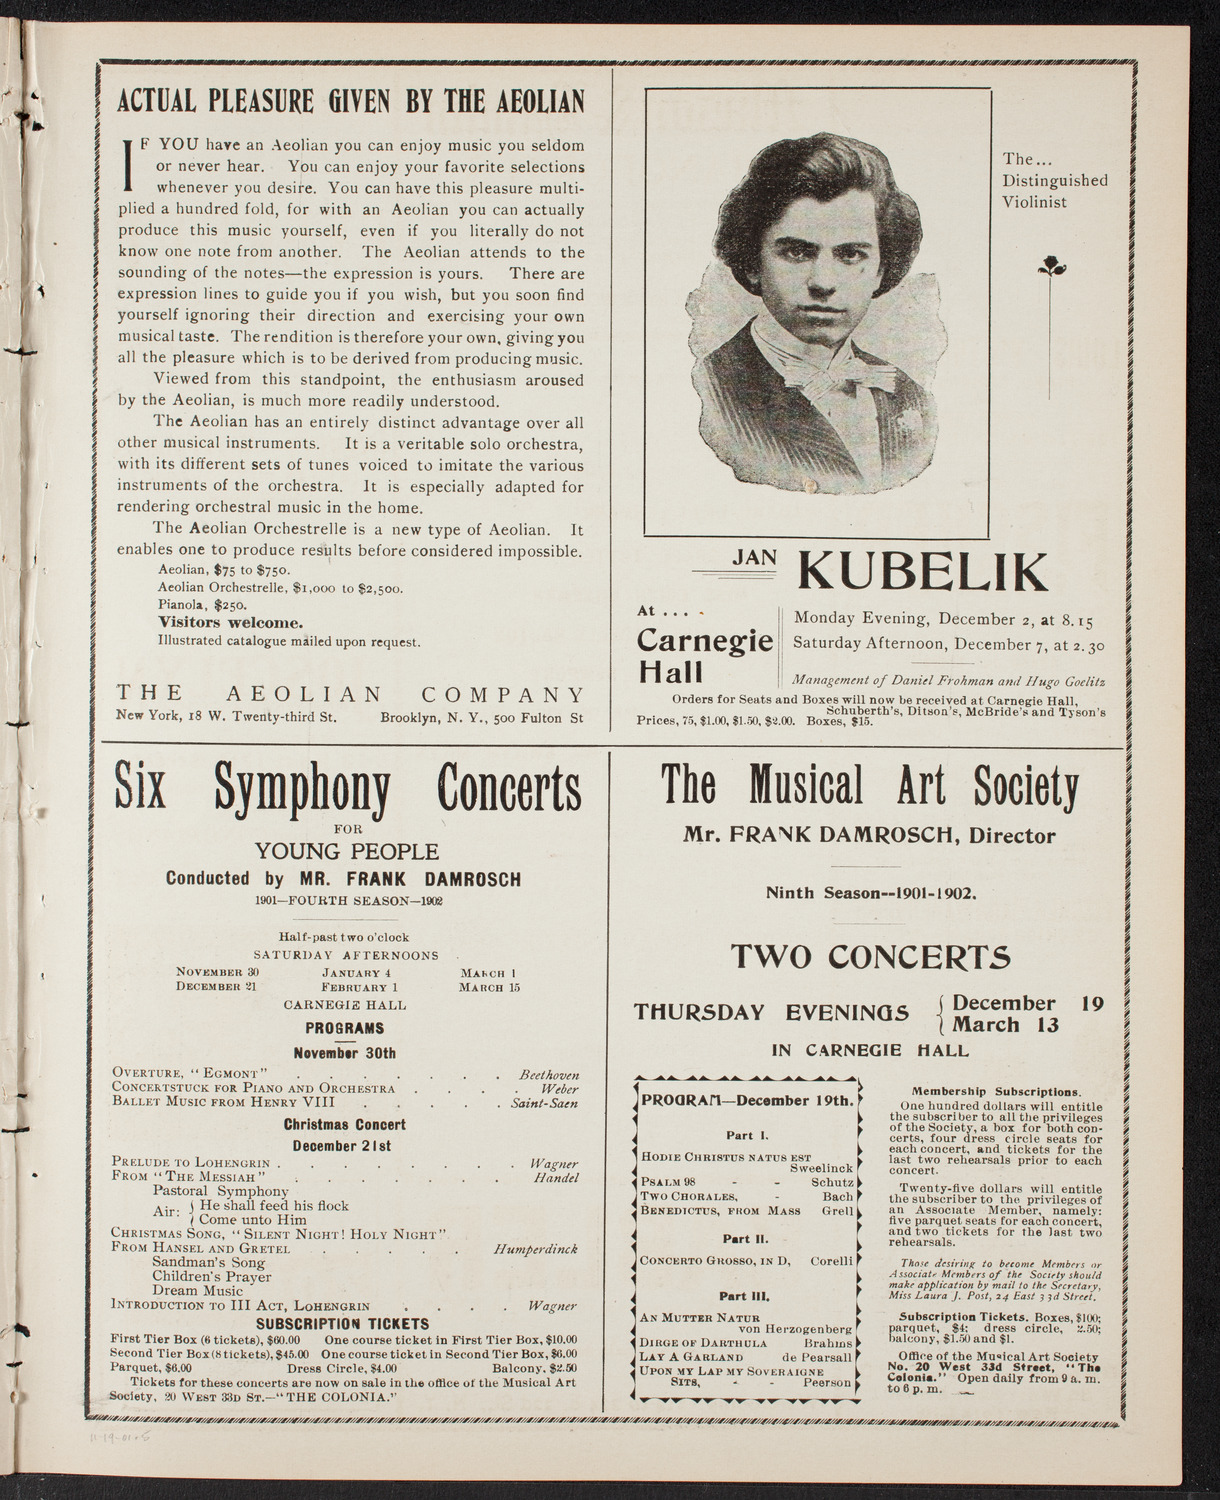 ACTUAL PLEASURE GIVEN BY THE AEOLIAN
IF YOU have an Aeolian you can enjoy music you seldom
or never hear. You can enjoy your favorite selections
whenever you desire. You can have this pleasure multi-
plied a hundred fold, for with an Aeolian you can actually
produce this music yourself, even if you literally do not
know one note from another. The Aeolian attends to the
sounding of the notes—the expression is yours. There are
expression lines to guide you if you wish, but you soon find
yourself ignoring their direction and exercising your own
musical taste. The rendition is therefore your own, giving you
all the pleasure which is to be derived from producing music.
Viewed from this standpoint, the enthusiasm aroused
by the Aeolian, is much more readily understood.
The Aeolian has an entirely distinct advantage over all
other musical instruments. It is a veritable solo orchestra,
with its different sets of tunes voiced to imitate the various
instruments of the orchestra. It is especially adapted for
rendering orchestral music in the home.
The Aeolian Orchestrelle is a new type of Aeolian. It
enables one to produce results before considered impossible.
Aeolian, $75 to $750.
Aeolian Orchestrelle, $1,000 to $2,500.
Pianola, $250.
Visitors welcome.
Illustrated catalogue mailed upon request.
THE AEOLIAN COMPANY
New York, 18 W. Twenty-third St. Brooklyn, N. Y., 500 Fulton St
The...
Distinguished
Violinist
JAN KUBELIK
At ....
Carnegie
Hall
Monday Evening, December 2, at 8.15
Saturday Afternoon, December 7, at 2.30
Management of Daniel Frohman and Hugo Goelitz
Orders for Seats and Boxes will now be received at Carnegie Hall,
Schuberth's, Ditson's, McBride's and Tyson's
Prices, 75, $1.00, $1.50, $2.00. Boxes, $15.
Six Symphony Concerts
FOR
YOUNG PEOPLE
Conducted by MR. FRANK DAMROSCH
1901—FOURTH SEASON—1902
Half-past two o'clock
SATURDAY AFTERNOONS
NOVEMBER 30 JANUARY 4 MARCH 1
DECEMBER 21 FEBRUARY 1 MARCH 15
CARNEGIE HALL
PROGRAMS
November 30th
OVERTURE, "EGMONT" . . . . . . . Beethoven
CONCERTSTUCK FOR PIANO AND ORCHESTRA . . . . Weber
BALLET MUSIC FROM HENRY VIII . . . . . Saint-Saen
Christmas Concert
December 21st
PRELUDE TO LOHENGRIN . . . . . . . . Wagner
FROM "THE MESSIAH" . . . . . . . Handel
Pastoral Symphony
Air: { He shall feed his flock
Come unto Him
CHRISTMAS SONG, "SILENT NIGHT! HOLY NIGHT"
FROM HANSEL AND GRETEL . . . . . Humperdinck
Sandman's Song
Children's Prayer
Dream Music
INTRODUCTION TO III ACT, LOHENGRIN . . . . Wagner
SUBSCRIPTION TICKETS
First Tier Box (6 tickets), $60.00 One course ticket in First Tier Box, $10.00
Second Tier Box (8 tickets), $45.00 One course ticket in Second Tier Box, $6.00
Parquet, $6.00 Dress Circle, $4.00 Balcony, $2.50
Tickets for these concerts are now on sale in the office of the Musical Art
Society, 20 WEST 33D ST.—"THE COLONIA."
The Musical Art Society
Mr. FRANK DAMROSCH, Director
Ninth Season--1901-1902.
TWO CONCERTS
THURSDAY EVENINGS { December 19
March 13
IN CARNEGIE HALL
PROGRAM—December 19th.
Part I.
HODIE CHRISTUS NATUS EST
Sweelinck
PSALM 98 - - Schutz
TWO CHORALES, - Bach
BENEDICTUS, FROM MASS Grell
Part II.
CONCERTO GROSSO, IN D, Corelli
Part III.
AN MUTTER NATUR
von Herzogenberg
DIRGE OF DARTHULA Brahms
LAY A GARLAND de Pearsall
UPON MY LAP MY SOVERAIGNE
SITS, - - Peerson
Membership Subscriptions.
One hundred dollars will entitle
the subscriber to all the privileges
of the Society, a box for both con-
certs, four dress circle seats for
each concert, and tickets for the
last two rehearsals prior to each
concert.
Twenty-five dollars will entitle
the subscriber to the privileges of
an Associate Member, namely:
five parquet seats for each concert,
and two tickets for the last two
rehearsals.
Those desiring to become Members or
Associate Members of the Society should
make application by mail to the Secretary,
Miss Laura J. Post, 24 East 33d Street.
Subscription Tickets. Boxes, $100;
parquet, $4; dress circle, 2.50;
balcony, $1.50 and $1.
Office of the Musical Art Society
No. 20 West 33d Street, "The
Colonia." Open daily from 9 a. m.
to 6 p. m.